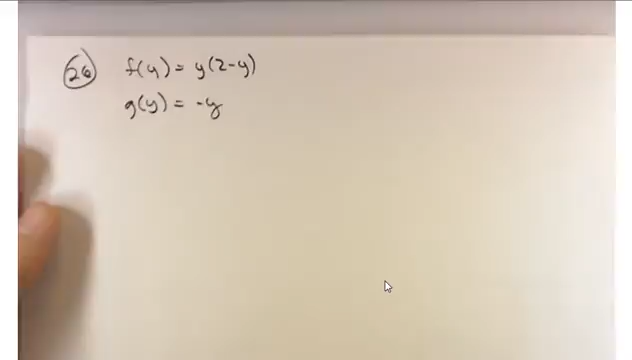 26 f(y) = y(2-y)
g(y) = -y